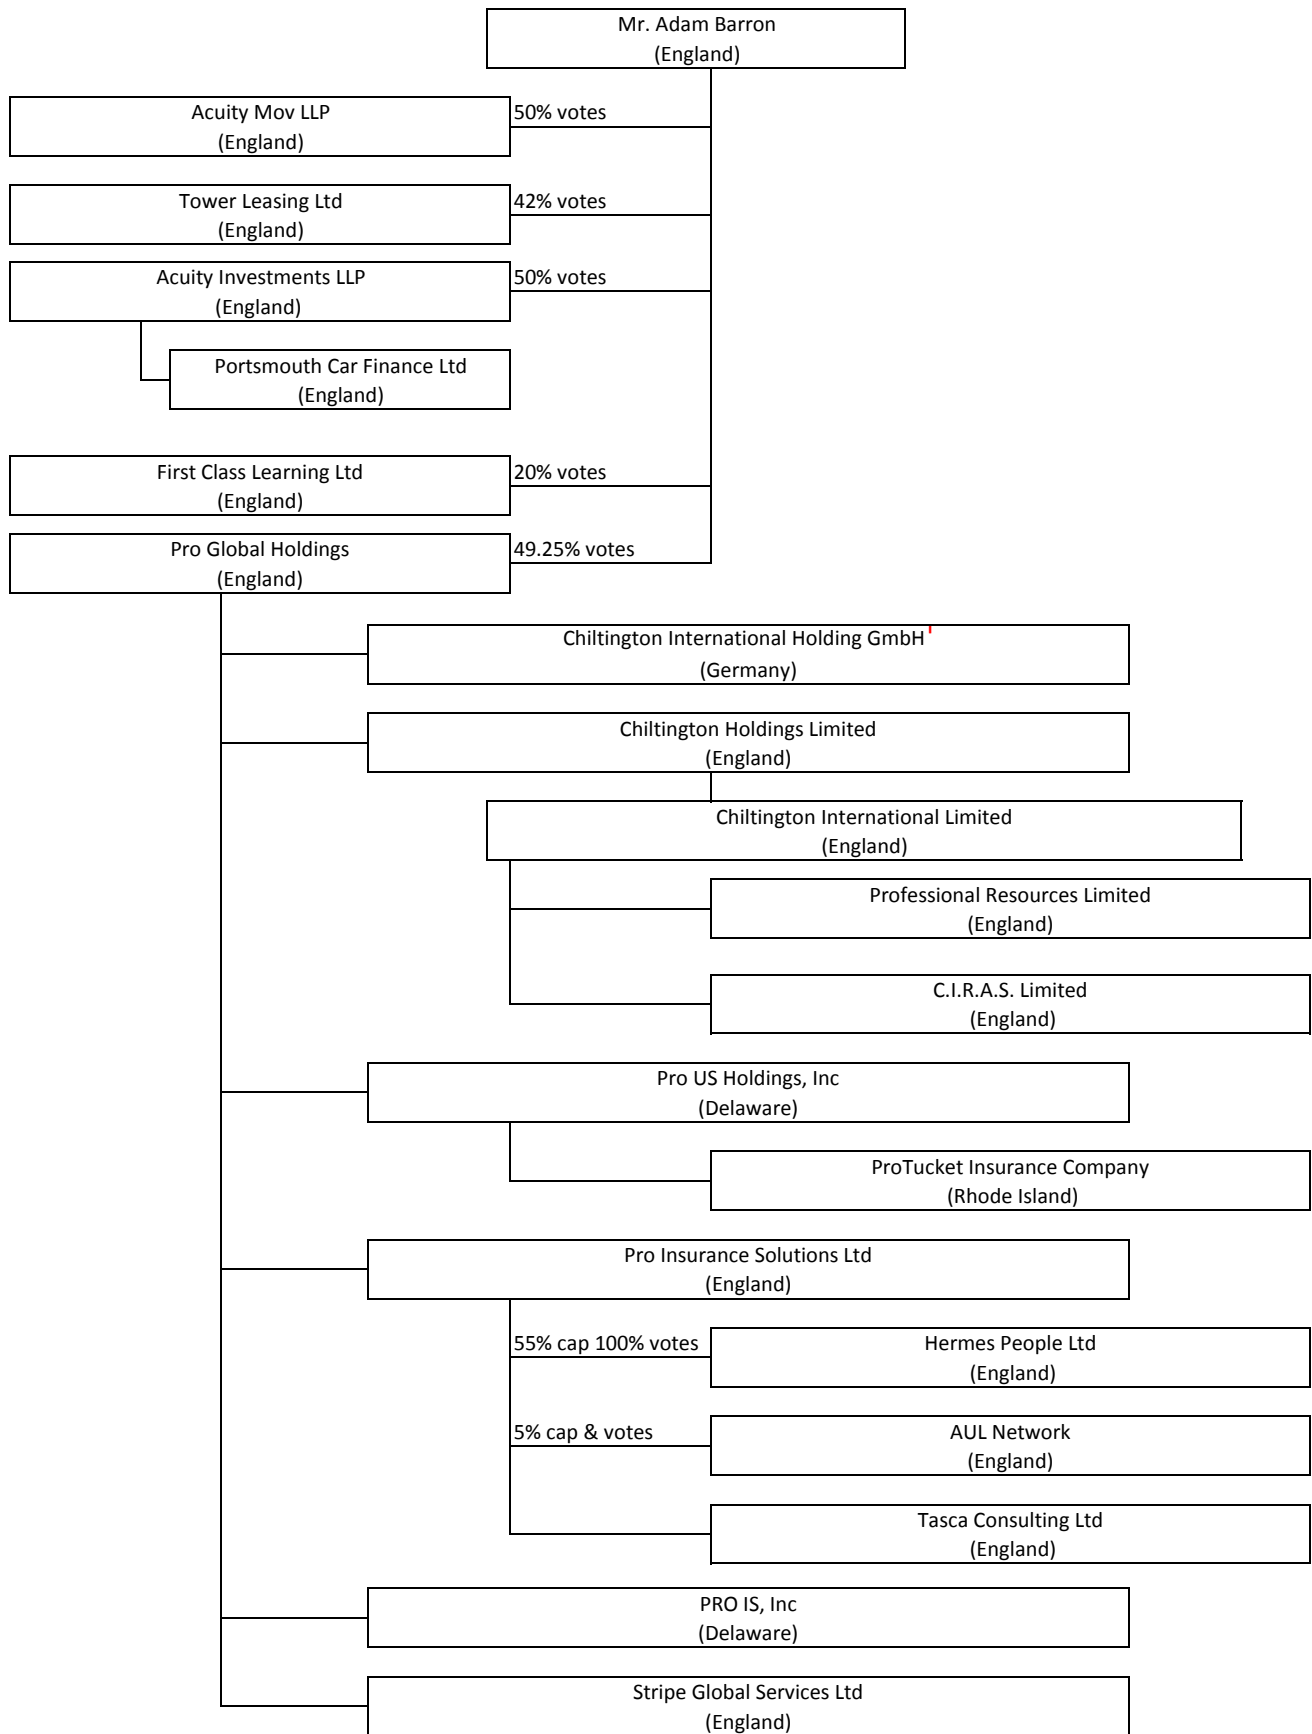 Mr. Adam Barron
(England)
Acuity Mov LLP
(England)
50% votes
Tower Leasing Ltd
(England)
42% votes
Acuity Investments LLP
(England)
50% votes
Portsmouth Car Finance Ltd
(England)
First Class Learning Ltd
(England)
20% votes
Pro Global Holdings
(England)
49.25% votes
Chiltington International Holding GmbH
(Germany)
Chiltington Holdings Limited
(England)
Chiltington International Limited
(England)
Professional Resources Limited
(England)
C.I.R.A.S. Limited
(England)
Pro US Holdings, Inc
(Delaware)
ProTucket Insurance Company
(Rhode Island)
Pro Insurance Solutions Ltd
(England)
55% cap 100% votes
Hermes People Ltd
(England)
5% cap & votes
AUL Network
(England)
Tasca Consulting Ltd
(England)
PRO IS, Inc
(Delaware)
Stripe Global Services Ltd
(England)